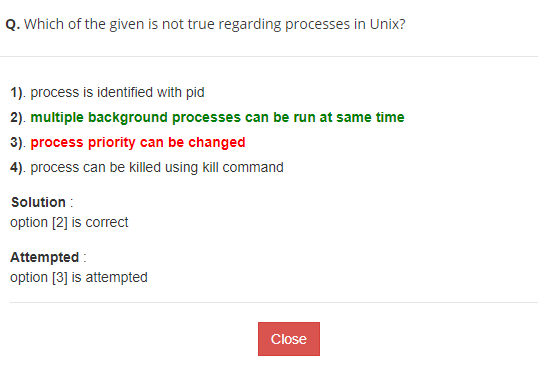 Q. Which of the given is not true regarding processes in Unix?
1). process is identified with pid
2). multiple background processes can be run at same time
3). process priority can be changed
4). process can be killed using kill command
Solution :
option [2] is correct
Attempted :
option [3] is attempted
Close